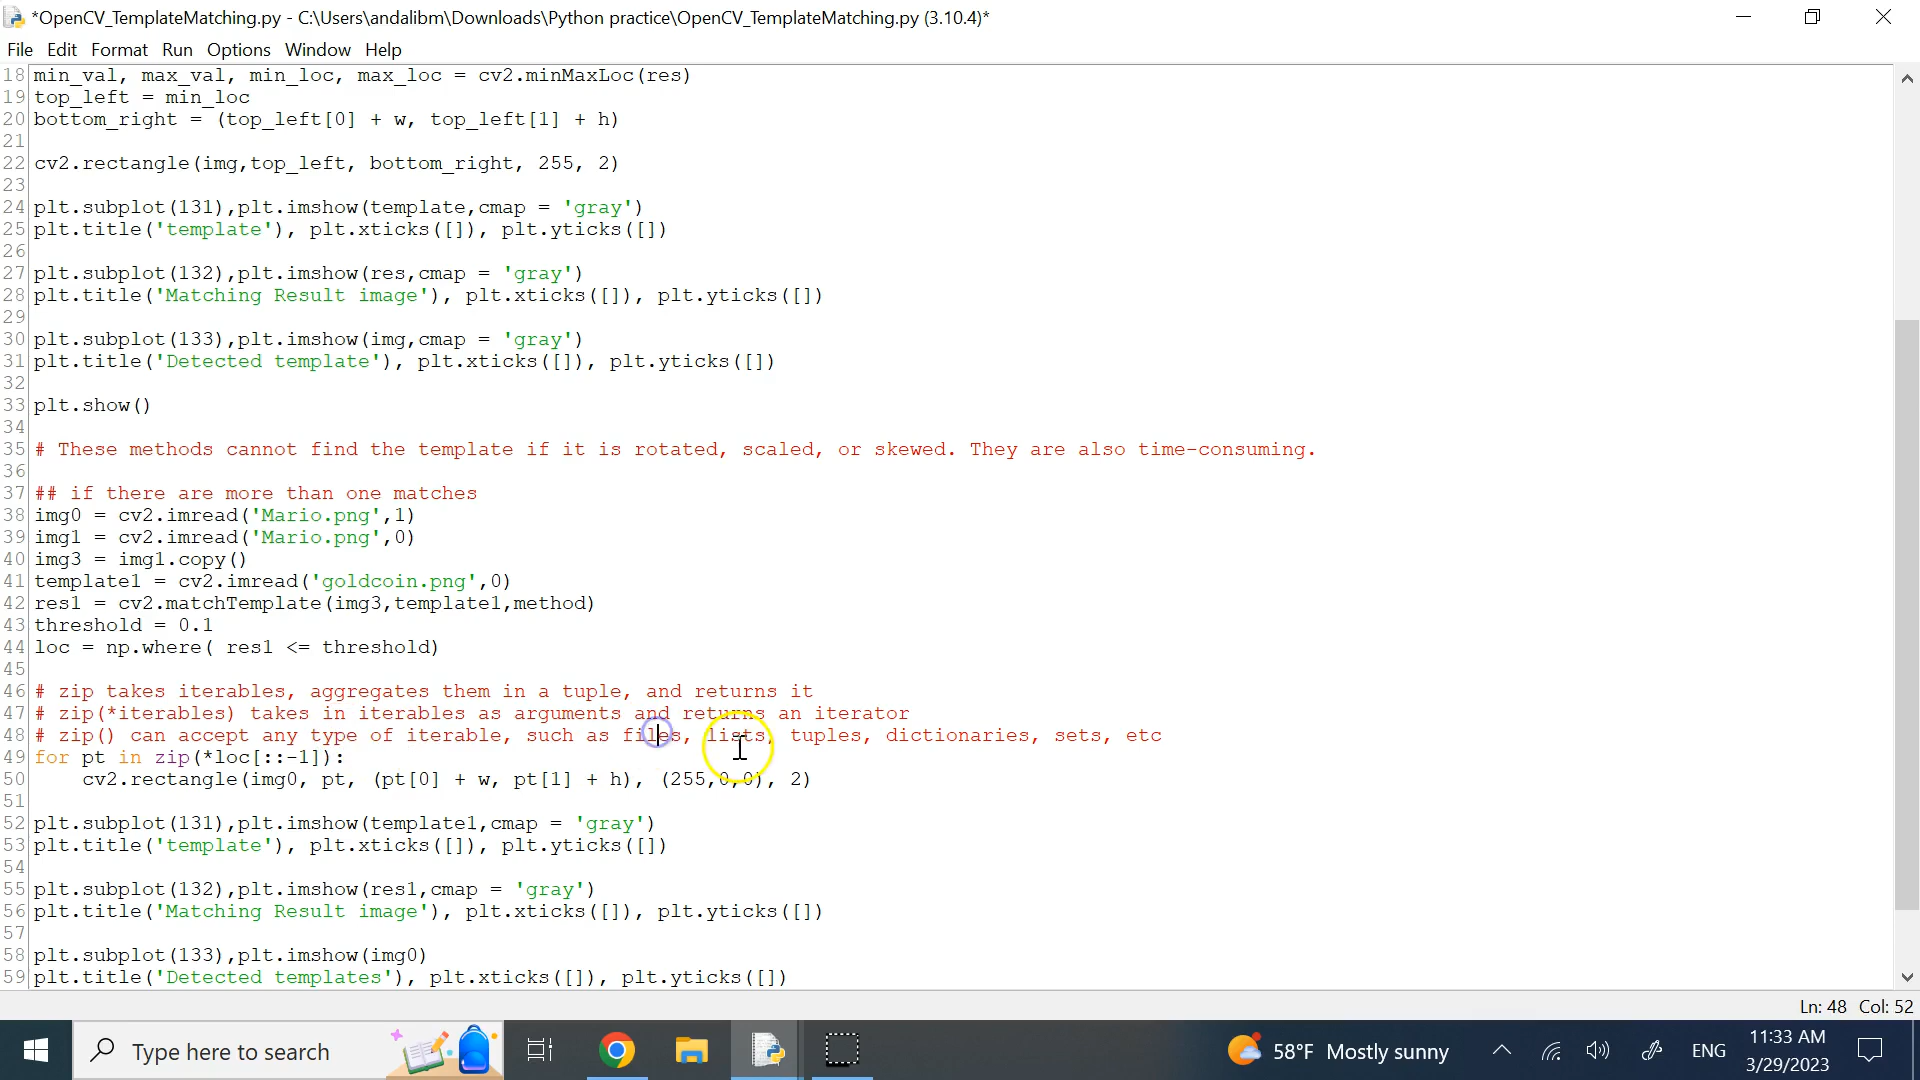 *OpenCV_TemplateMatching.py - C:\Users\andalibm\Downloads\Python practice\OpenCV_TemplateMatching.py (3.10.4)*
File Edit Format Run Options Window Help
18 min_val, max_val, min_loc, max_loc = cv2.minMaxLoc(res)
19 top_left = min_loc
20 bottom_right = (top_left[0] + w, top_left[1] + h)
21
22 cv2.rectangle(img,top_left, bottom_right, 255, 2)
23
24 plt.subplot(131),plt.imshow(template,cmap = 'gray')
25 plt.title('template'), plt.xticks([]), plt.yticks([])
26
27 plt.subplot(132),plt.imshow(res,cmap = 'gray')
28 plt.title('Matching Result image'), plt.xticks([]), plt.yticks([])
29
30 plt.subplot(133),plt.imshow(img,cmap = 'gray')
31 plt.title('Detected template'), plt.xticks([]), plt.yticks([])
32
33 plt.show()
34
35 # These methods cannot find the template if it is rotated, scaled, or skewed. They are also time-consuming.
36
37 ## if there are more than one matches
38 img0 = cv2.imread('Mario.png',1)
39 img1 = cv2.imread('Mario.png',0)
40 img3 = img1.copy()
41 template1 = cv2.imread('goldcoin.png',0)
42 res1 = cv2.matchTemplate(img3,template1,method)
43 threshold = 0.1
44 loc = np.where( res1 <= threshold)
45
46 # zip takes iterables, aggregates them in a tuple, and returns it
47 # zip(*iterables) takes in iterables as arguments and returns an iterator
48 # zip() can accept any type of iterable, such as files, lists, tuples, dictionaries, sets, etc
49 for pt in zip(*loc[::-1]):
50     cv2.rectangle(img0, pt, (pt[0] + w, pt[1] + h), (255,0,0), 2)
51
52 plt.subplot(131),plt.imshow(template1,cmap = 'gray')
53 plt.title('template'), plt.xticks([]), plt.yticks([])
54
55 plt.subplot(132),plt.imshow(res1,cmap = 'gray')
56 plt.title('Matching Result image'), plt.xticks([]), plt.yticks([])
57
58 plt.subplot(133),plt.imshow(img0)
59 plt.title('Detected templates'), plt.xticks([]), plt.yticks([])
Ln: 48 Col: 52
Type here to search
58°F Mostly sunny
ENG
11:33 AM
3/29/2023